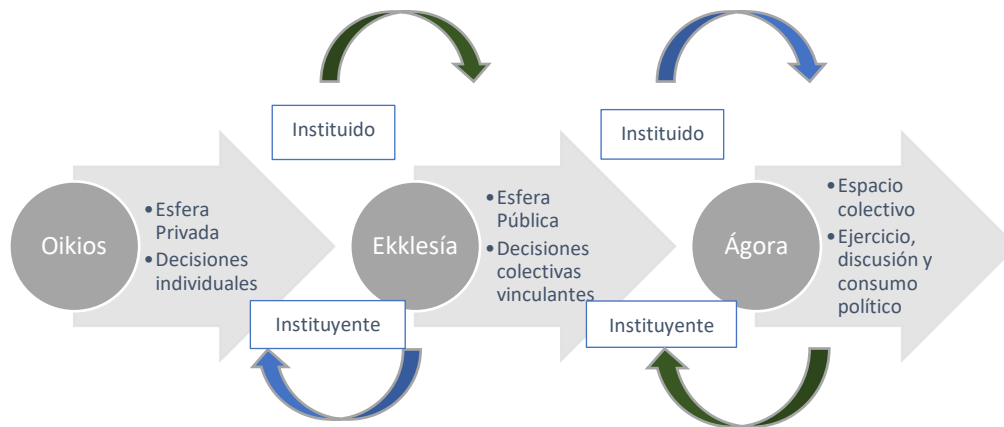 Instituido
Instituido
Oikios
•Esfera
Privada
•Decisiones
individuales
Ekklesía
•Esfera
Pública
•Decisiones
colectivas
vinculantes
Ágora
•Espacio
colectivo
•Ejercicio,
discusión y
consumo
político
Instituyente
Instituyente